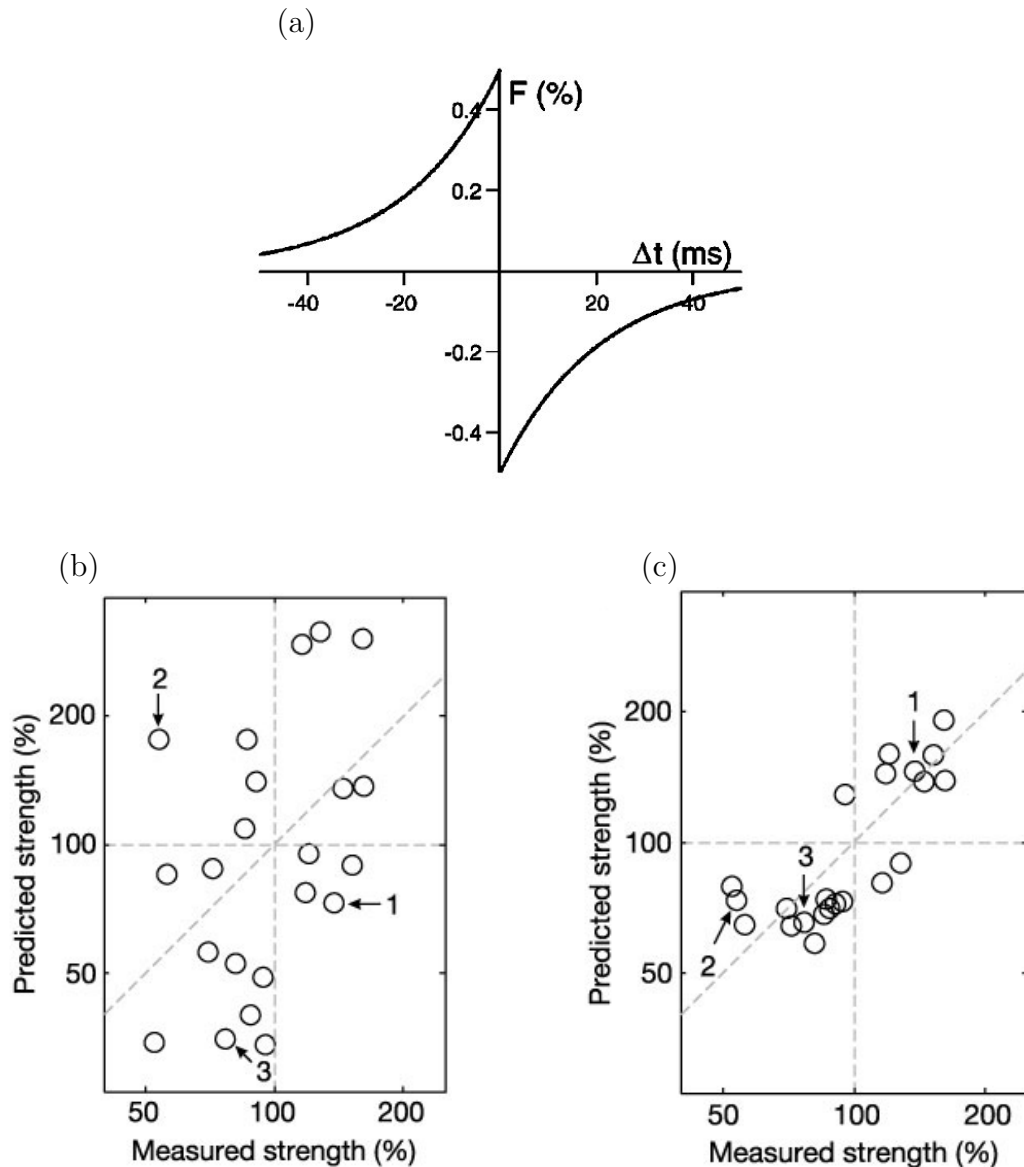 (a)
F (%)
0.4
0.2
Δt (ms)
-40
-20
20
40
-0.2
-0.4
(b)
(c)
2
200
100
50
1
3
Predicted strength (%)
50
100
200
Measured strength (%)
1
200
100
3
50
2
Predicted strength (%)
50
100
200
Measured strength (%)